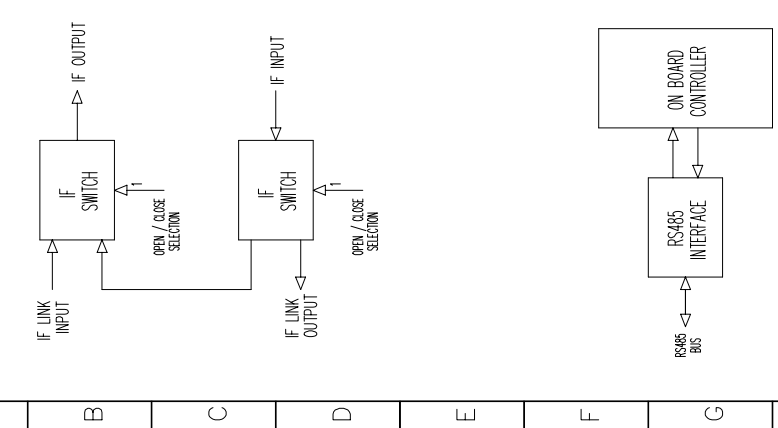 IF OUTPUT
IF
SWITCH
1
OPEN / CLOSE
SELECTION
IF LINK
INPUT
IF INPUT
IF
SWITCH
1
OPEN / CLOSE
SELECTION
IF LINK
OUTPUT
ON BOARD
CONTROLLER
RS485
INTERFACE
RS485
BUS
B
C
D
E
F
G